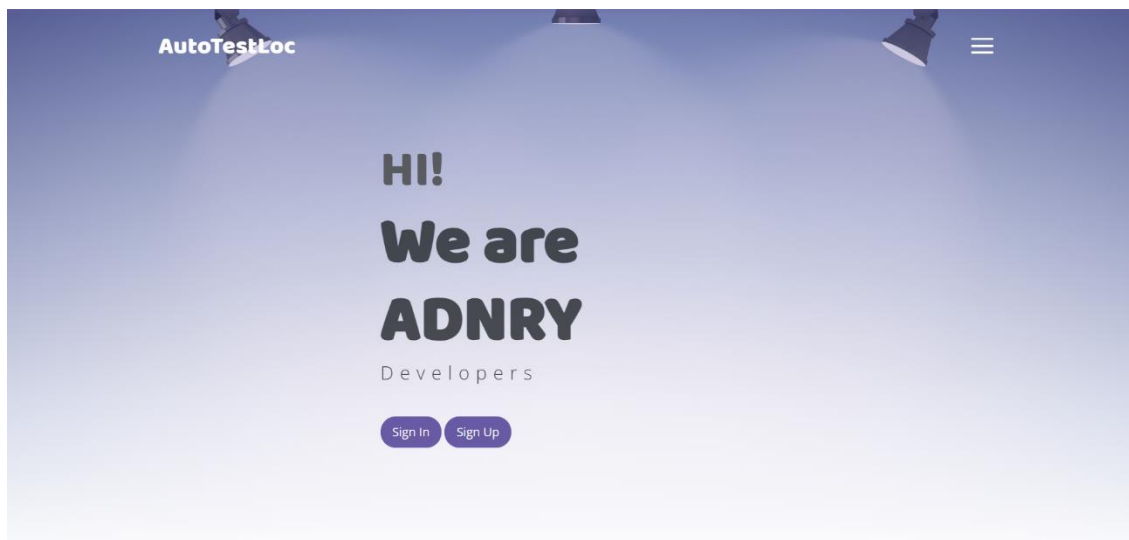 AutoTestLoc
HI!
We are
ADNRY
Developers
Sign In Sign Up